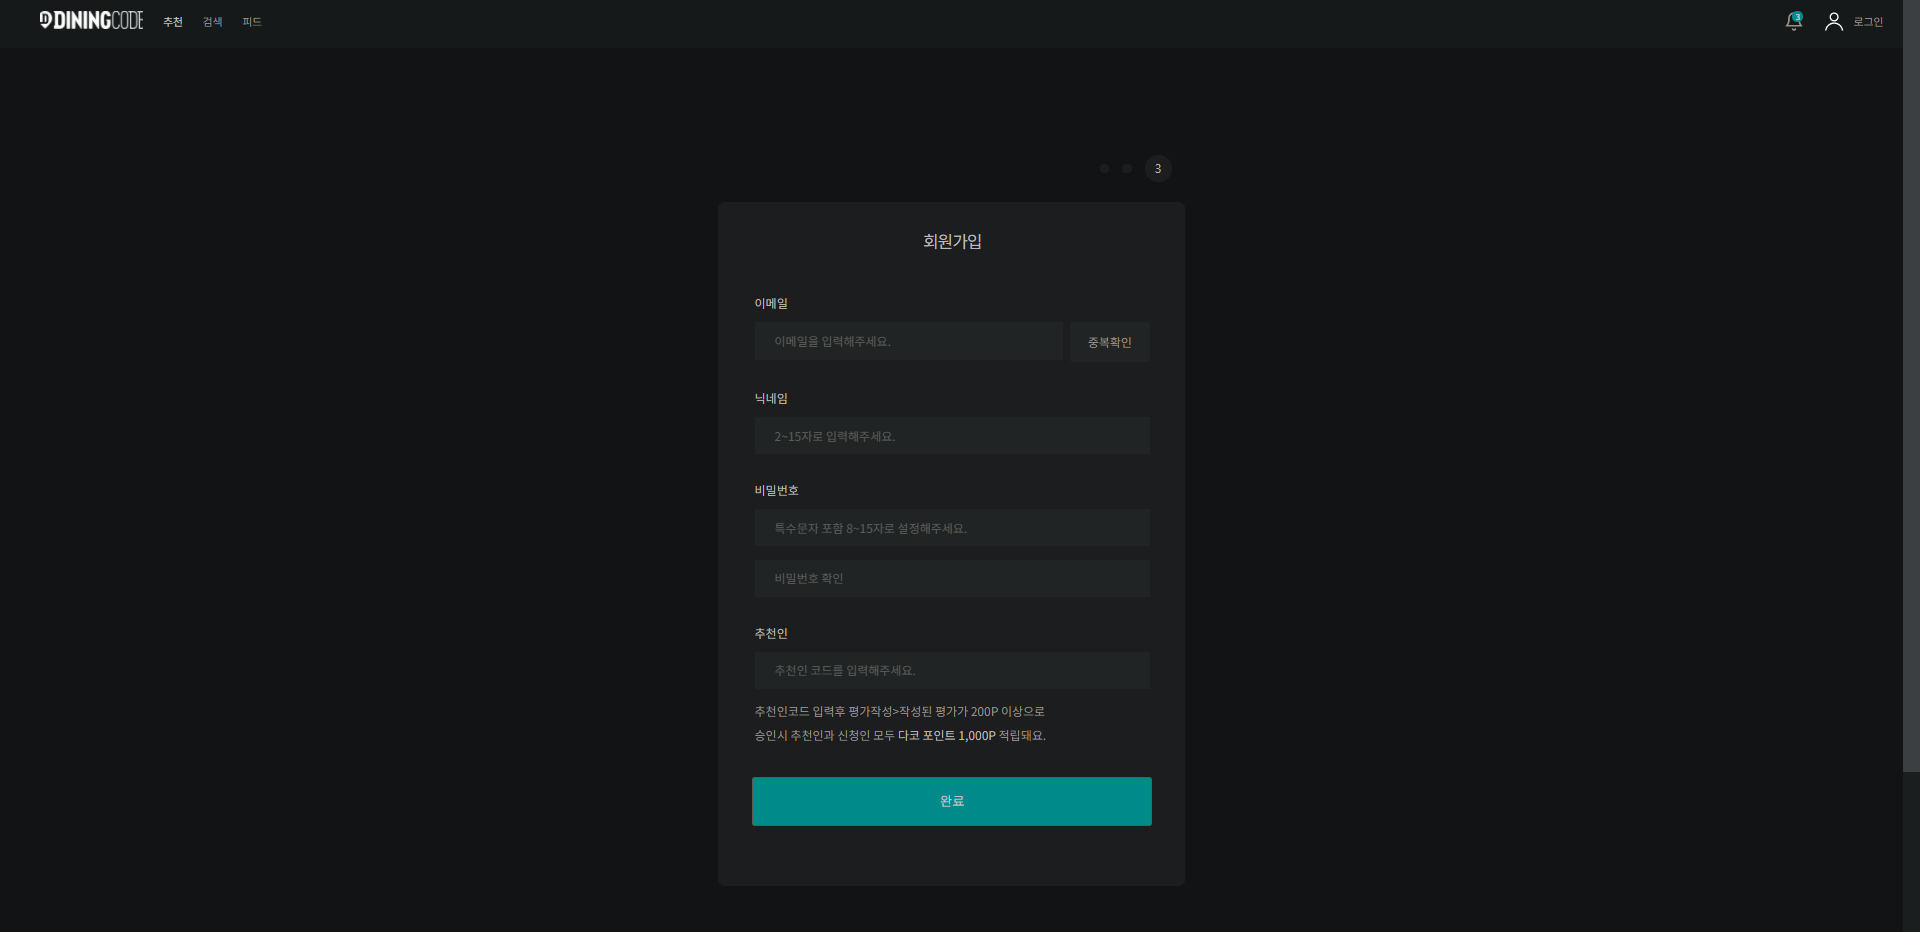 DININGCODE 추천 검색 피드 3 로그인
3
회원가입
이메일
이메일을 입력해주세요. 중복확인
닉네임
2~15자로 입력해주세요.
비밀번호
특수문자 포함 8~15자로 설정해주세요.
비밀번호 확인
추천인
추천인 코드를 입력해주세요.
추천인코드 입력후 평가작성>작성된 평가가 200P 이상으로
승인시 추천인과 신청인 모두 다코 포인트 1,000P 적립돼요.
완료